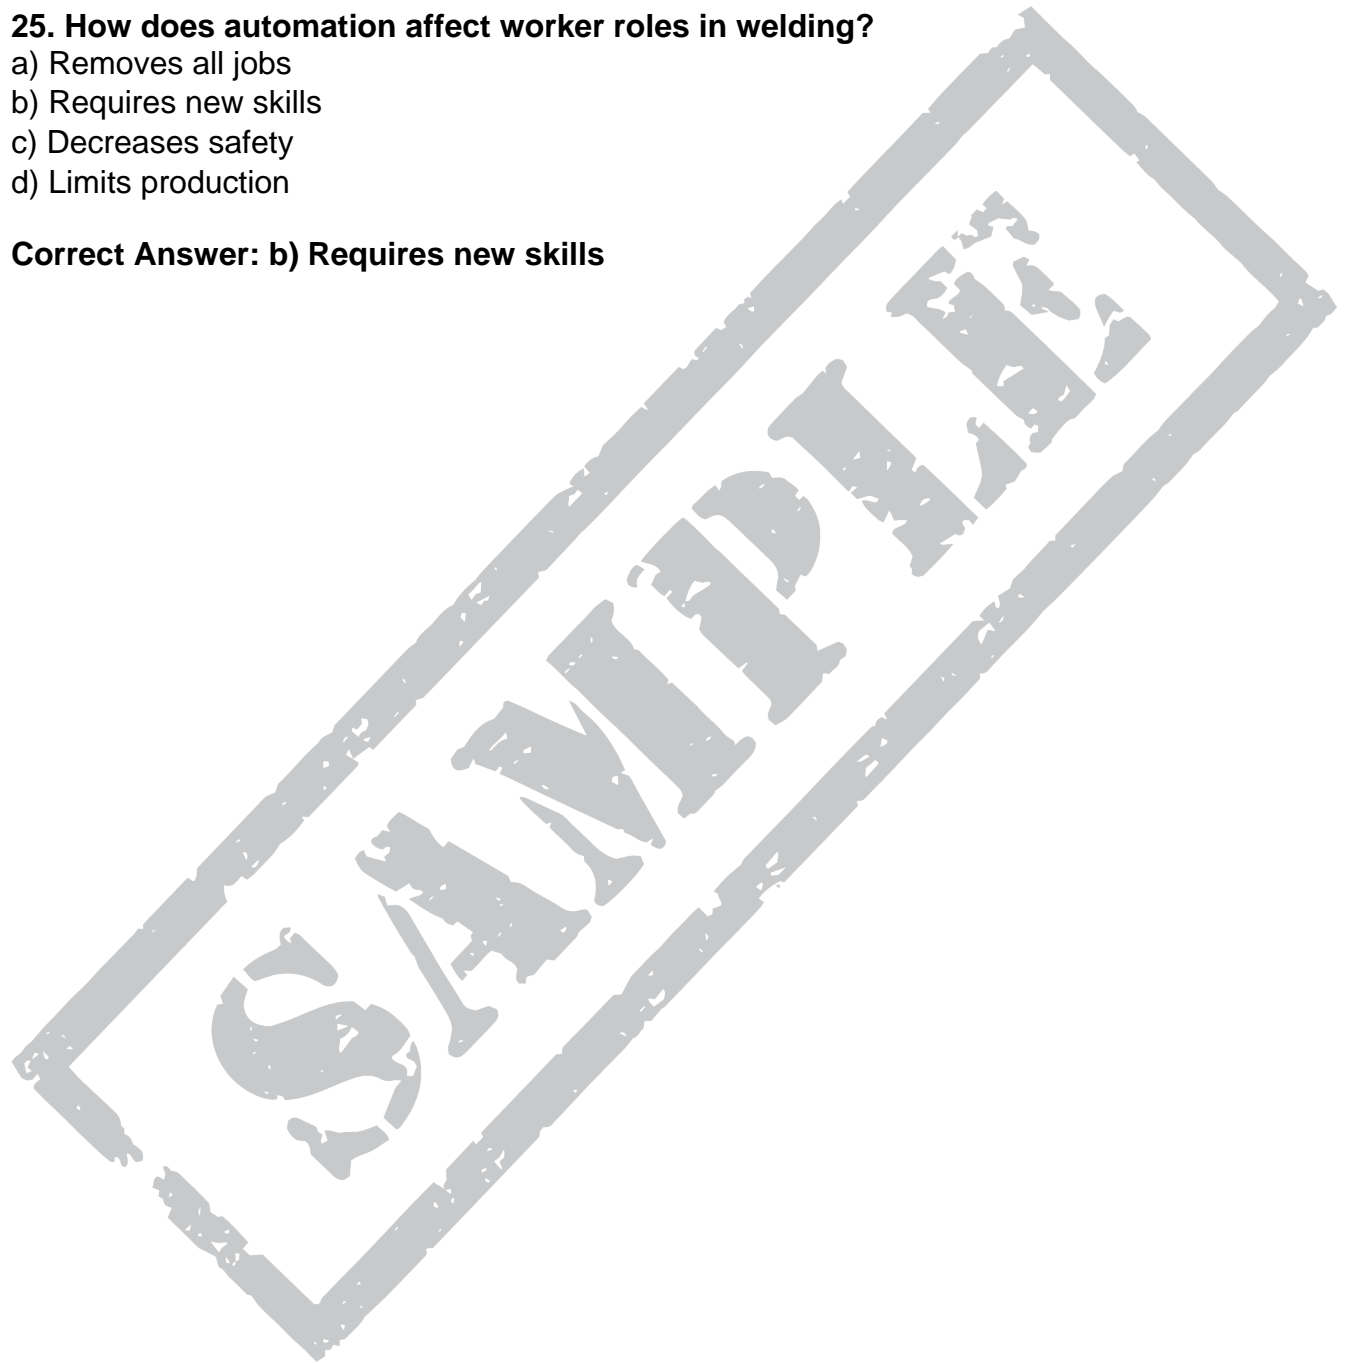 25. How does automation affect worker roles in welding?
a) Removes all jobs
b) Requires new skills
c) Decreases safety
d) Limits production
Correct Answer: b) Requires new skills
SAMPLE